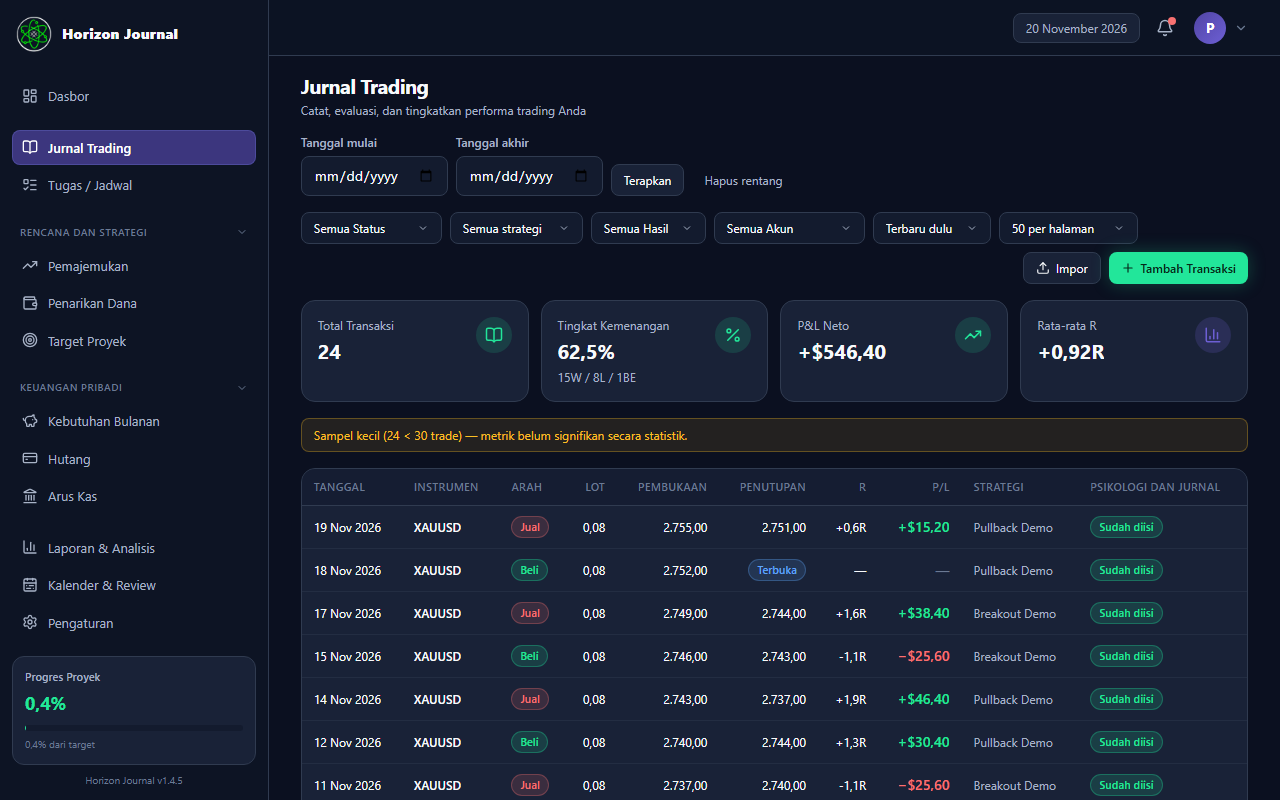 Horizon Journal
20 November 2026
P
Dasbor
Jurnal Trading
Tugas / Jadwal
RENCANA DAN STRATEGI
Pemajemukan
Penarikan Dana
Target Proyek
KEUANGAN PRIBADI
Kebutuhan Bulanan
Hutang
Arus Kas
Laporan & Analisis
Kalender & Review
Pengaturan
Progres Proyek
0,4%
0,4% dari target
Horizon Journal v1.4.5
Jurnal Trading
Catat, evaluasi, dan tingkatkan performa trading Anda
Tanggal mulai Tanggal akhir
mm/dd/yyyy mm/dd/yyyy Terapkan Hapus rentang
Semua Status Semua strategi Semua Hasil Semua Akun Terbaru dulu 50 per halaman
Impor + Tambah Transaksi
Total Transaksi
24
Tingkat Kemenangan
62,5%
15W / 8L / 1BE
P&L Neto
+$546,40
Rata-rata R
+0,92R
Sampel kecil (24 < 30 trade) — metrik belum signifikan secara statistik.
TANGGAL INSTRUMEN ARAH LOT PEMBUKAAN PENUTUPAN R P/L STRATEGI PSIKOLOGI DAN JURNAL
19 Nov 2026 XAUUSD Jual 0,08 2.755,00 2.751,00 +0,6R +$15,20 Pullback Demo Sudah diisi
18 Nov 2026 XAUUSD Beli 0,08 2.752,00 Terbuka — — Pullback Demo Sudah diisi
17 Nov 2026 XAUUSD Jual 0,08 2.749,00 2.744,00 +1,6R +$38,40 Breakout Demo Sudah diisi
15 Nov 2026 XAUUSD Beli 0,08 2.746,00 2.743,00 -1,1R −$25,60 Breakout Demo Sudah diisi
14 Nov 2026 XAUUSD Jual 0,08 2.743,00 2.737,00 +1,9R +$46,40 Pullback Demo Sudah diisi
12 Nov 2026 XAUUSD Beli 0,08 2.740,00 2.744,00 +1,3R +$30,40 Pullback Demo Sudah diisi
11 Nov 2026 XAUUSD Jual 0,08 2.737,00 2.740,00 -1,1R −$25,60 Breakout Demo Sudah diisi